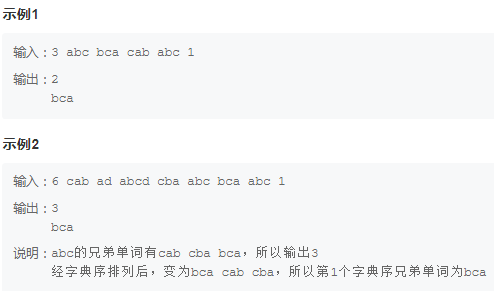 示例1
输入：3 abc bca cab abc 1
输出：2
bca
示例2
输入：6 cab ad abcd cba abc bca abc 1
输出：3
bca
说明：abc的兄弟单词有cab cba bca，所以输出3
经字典序排列后，变为bca cab cba，所以第1个字典序兄弟单词为bca